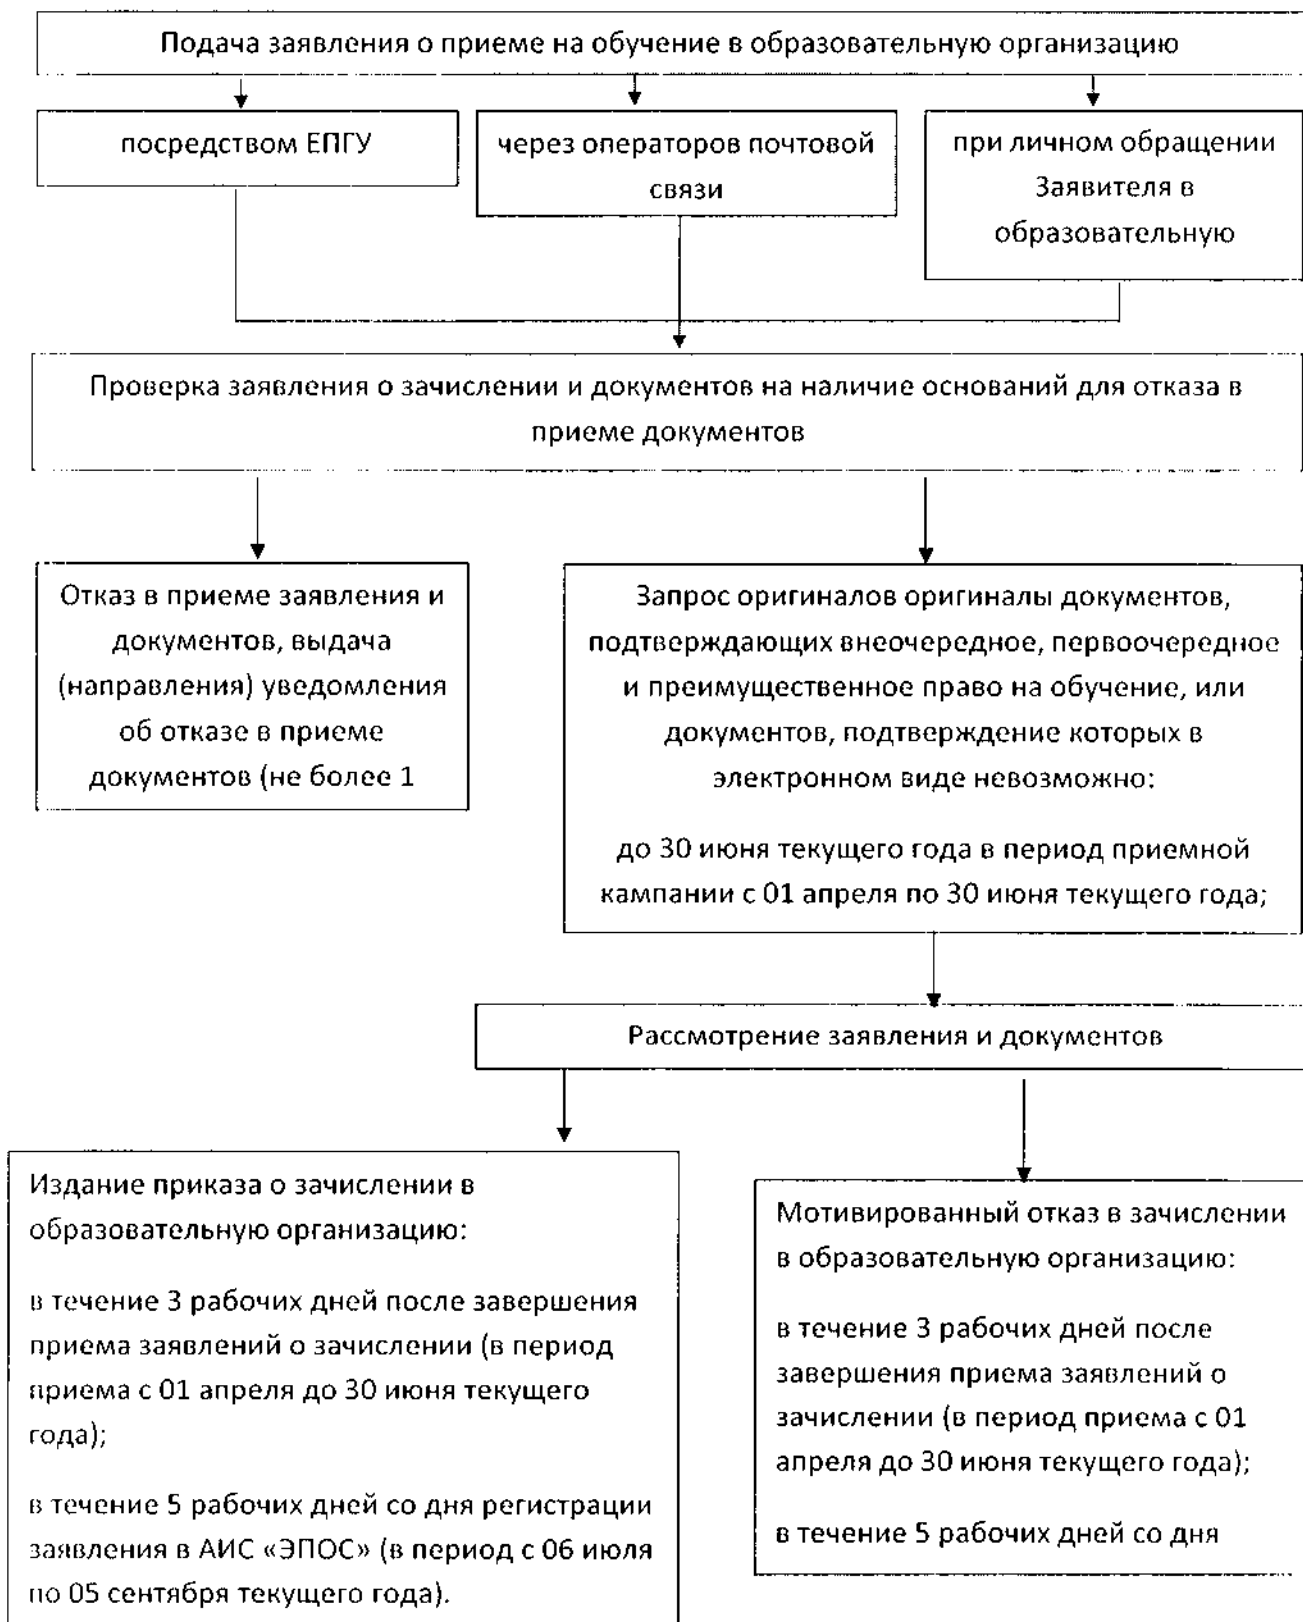 Подача заявления о приеме на обучение в образовательную организацию
посредством ЕПГУ
через операторов почтовой
связи
при личном обращении
Заявителя в
образовательную
Проверка заявления о зачислении и документов на наличие оснований для отказа в
приеме документов
Отказ в приеме заявления и
документов, выдача
(направления) уведомления
об отказе в приеме
документов (не более 1
Запрос оригиналов оригиналы документов,
подтверждающих внеочередное, первоочередное
и преимущественное право на обучение, или
документов, подтверждение которых в
электронном виде невозможно:
до 30 июня текущего года в период приемной
кампании с 01 апреля по 30 июня текущего года;
Рассмотрение заявления и документов
Издание приказа о зачислении в
образовательную организацию:
в течение 3 рабочих дней после завершения
приема заявлений о зачислении (в период
приема с 01 апреля до 30 июня текущего
года);
в течение 5 рабочих дней со дня регистрации
заявления в АИС «ЭПОС» (в период с 06 июля
по 05 сентября текущего года).
Мотивированный отказ в зачислении
в образовательную организацию:
в течение 3 рабочих дней после
завершения приема заявлений о
зачислении (в период приема с 01
апреля до 30 июня текущего года);
в течение 5 рабочих дней со дня